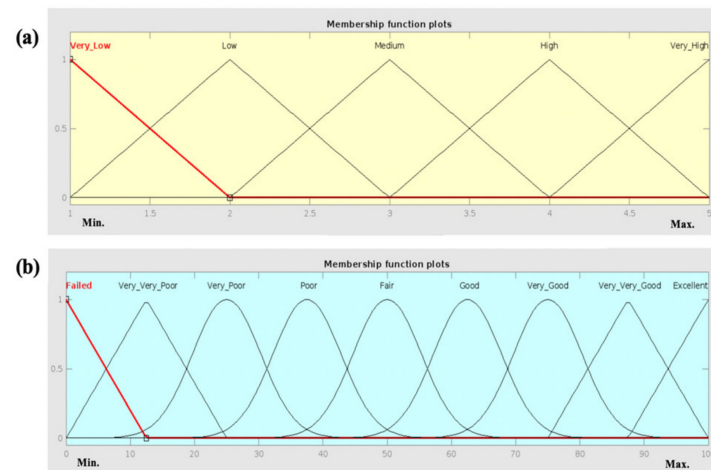 (a)
Membership function plots
Very_Low Low Medium High Very_High
1
0.5
0
1 1.5 2 2.5 3 3.5 4 4.5 5
Min. Max.
(b)
Membership function plots
Failed Very_Very_Poor Very_Poor Poor Fair Good Very_Good Very_Very_Good Excellent
1
0.5
0
0 10 20 30 40 50 60 70 80 90 100
Min. Max.